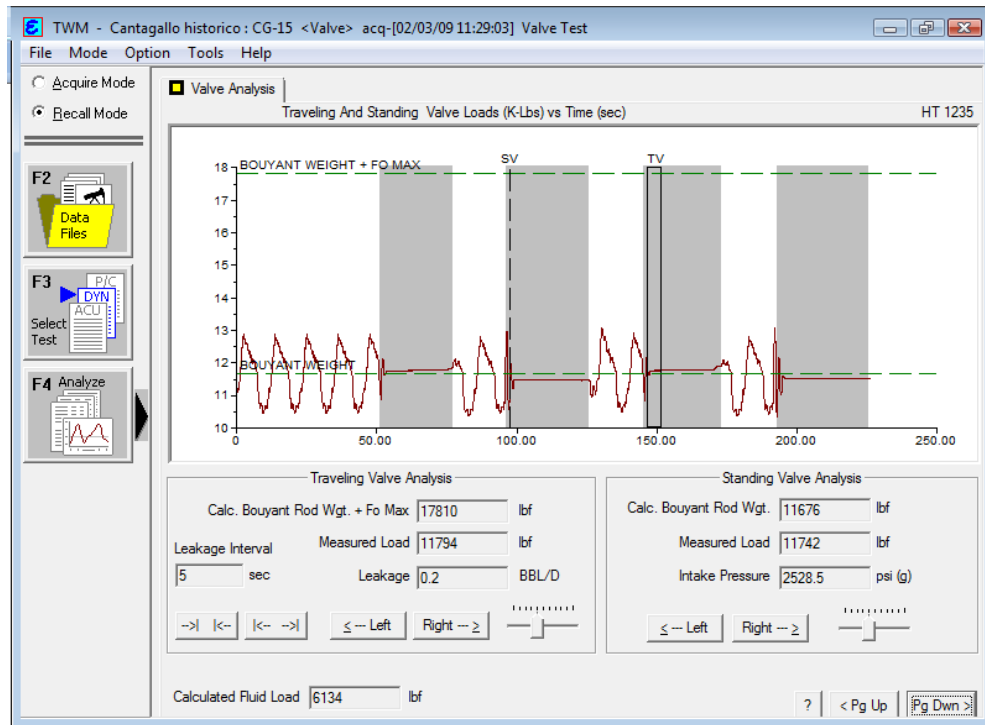 TWM - Cantagallo historico : CG-15 <Valve> acq-[02/03/09 11:29:03] Valve Test
File Mode Option Tools Help
Acquire Mode
Recall Mode
F2
Data
Files
F3
P/C
DYN
ACU
Select
Test
F4 Analyze
Valve Analysis
Traveling And Standing Valve Loads (K-Lbs) vs Time (sec)
HT 1235
SV
TV
BOUYANT WEIGHT + FO MAX
BOUYANT WEIGHT
18
17
16
15
14
13
12
11
10
0
50.00
100.00
150.00
200.00
250.00
Traveling Valve Analysis
Calc. Bouyant Rod Wgt. + Fo Max 17810 lbf
Leakage Interval
Measured Load 11794 lbf
5 sec
Leakage 0.2 BBL/D
-->| |<-- |<-- -->| < --- Left Right --- >
Standing Valve Analysis
Calc. Bouyant Rod Wgt. 11676 lbf
Measured Load 11742 lbf
Intake Pressure 2528.5 psi (g)
< --- Left Right --- >
Calculated Fluid Load 6134 lbf
? < Pg Up Pg Dwn >